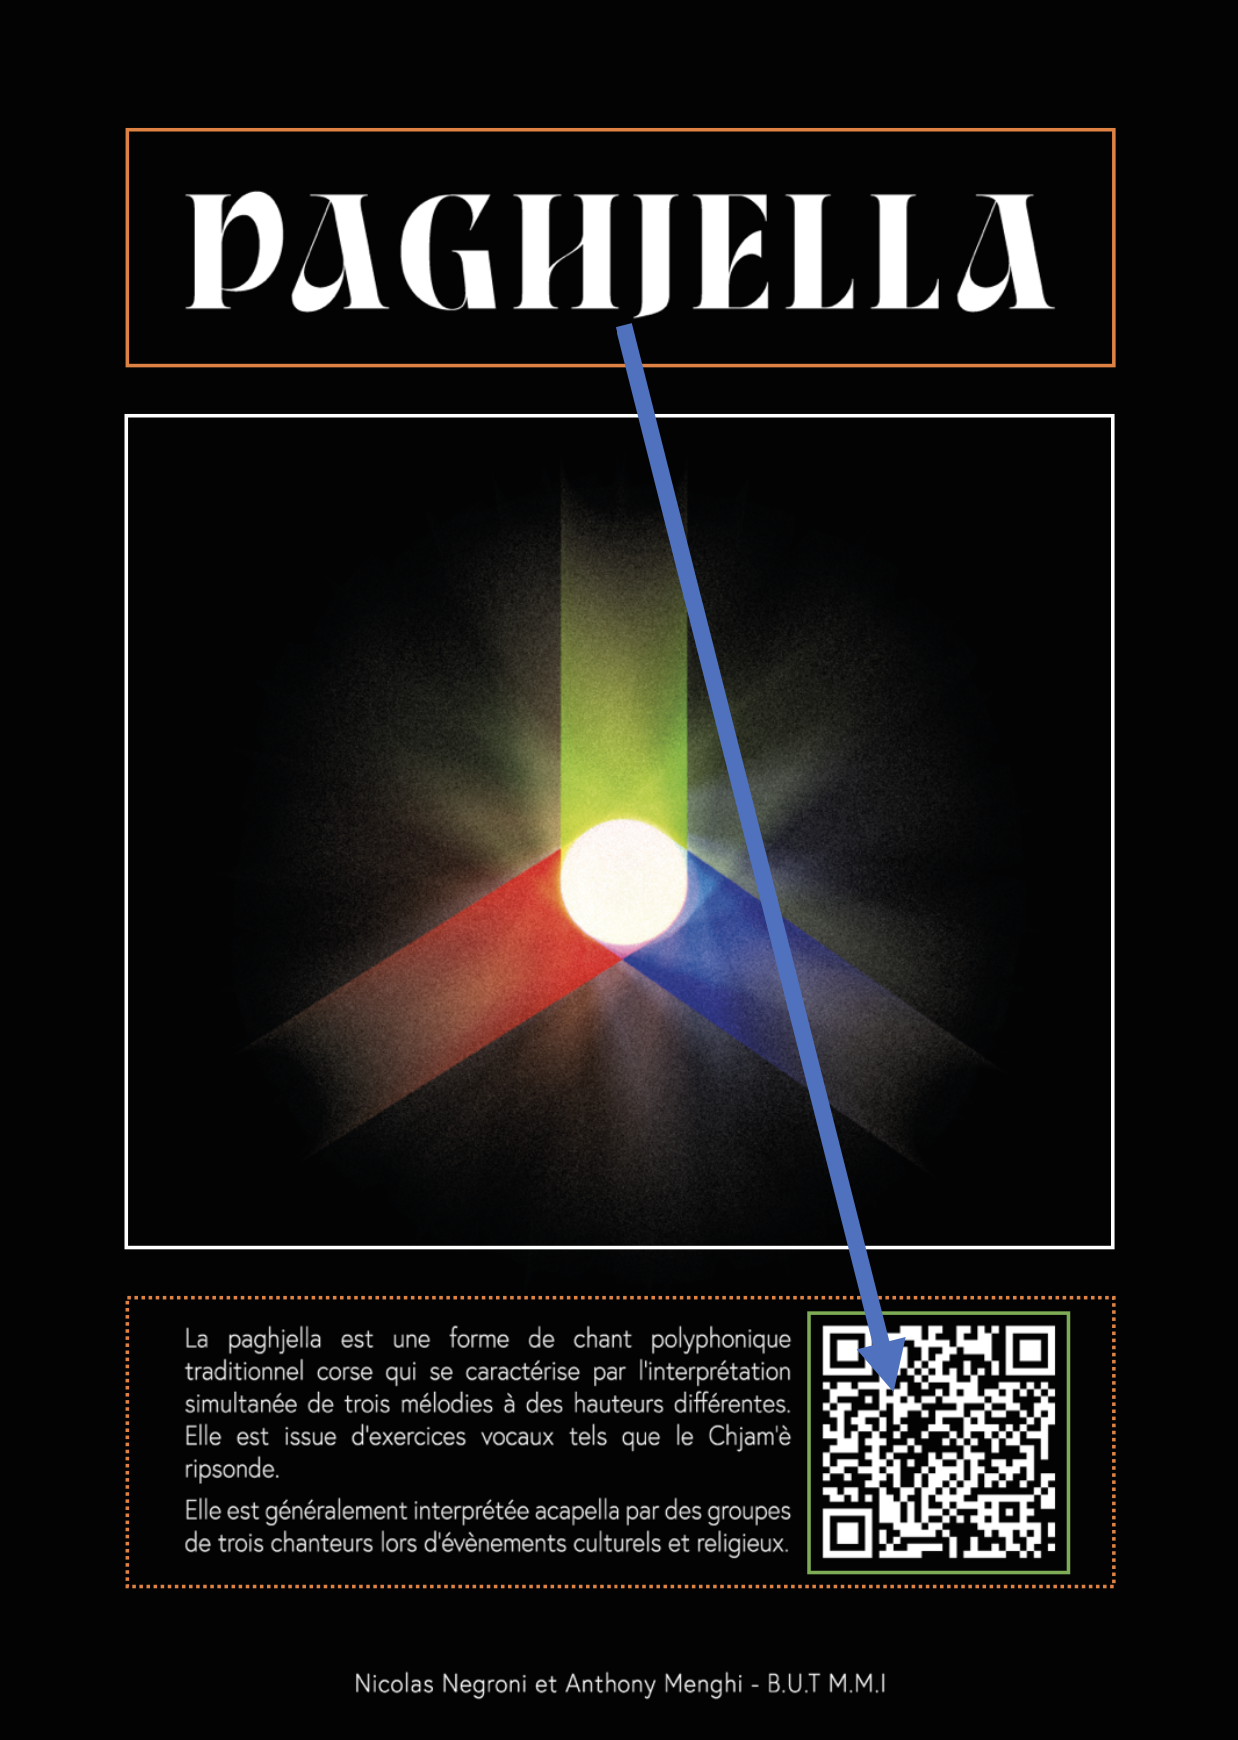 PAGHJELLA
La paghjella est une forme de chant polyphonique
traditionnel corse qui se caractérise par l'interprétation
simultanée de trois mélodies à des hauteurs différentes.
Elle est issue d'exercices vocaux tels que le Chjam'è
ripsonde.
Elle est généralement interprétée acapella par des groupes
de trois chanteurs lors d'évènements culturels et religieux.
Nicolas Negroni et Anthony Menghi - B.U.T M.M.I